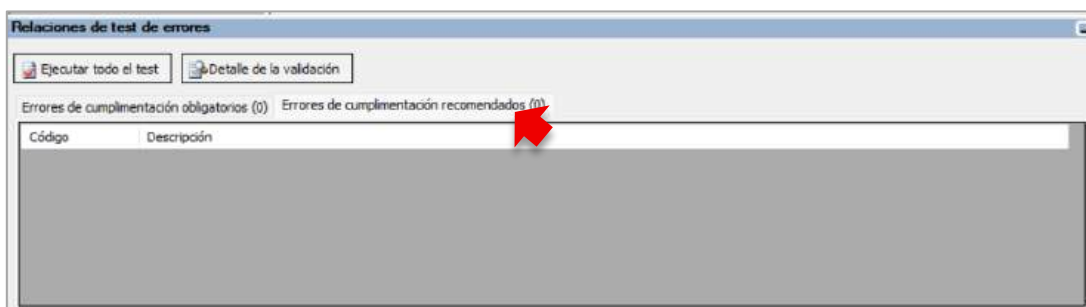 Relaciones de test de errores
Ejecutar todo el test Detalle de la validación
Errores de cumplimentación obligatorios (0) Errores de cumplimentación recomendados (0)
Código Descripción